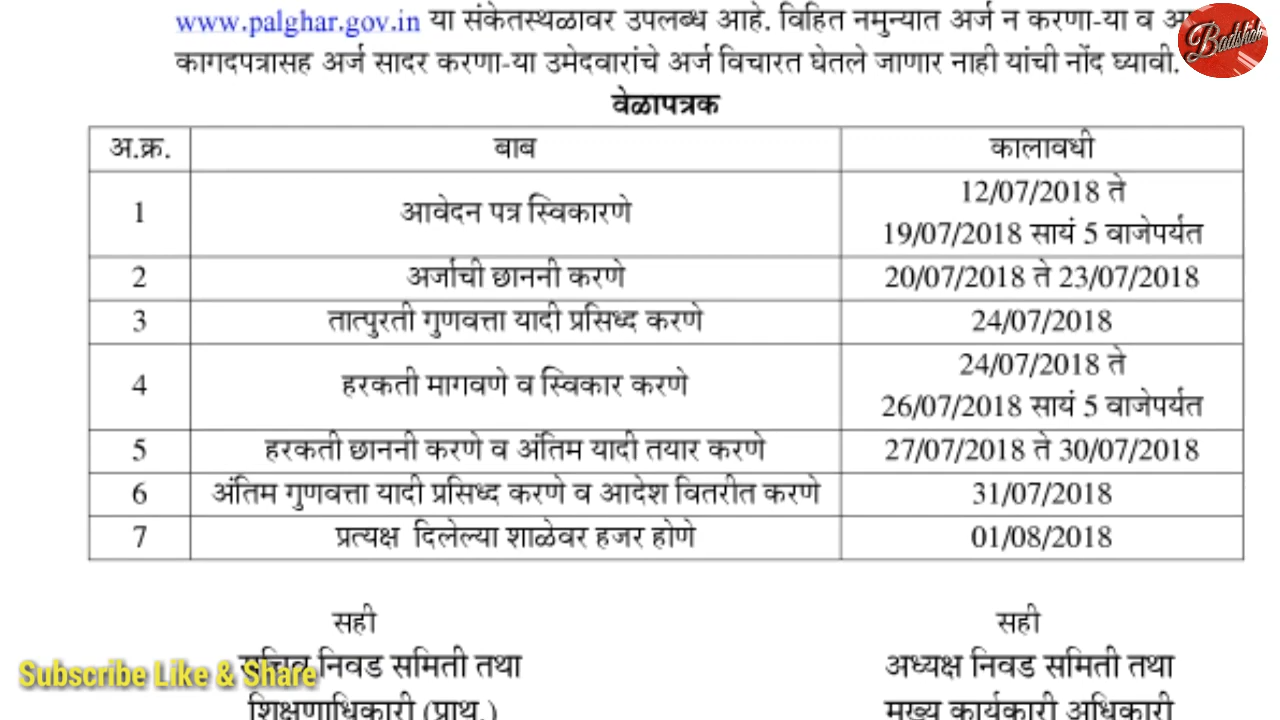 www.palghar.gov.in या संकेतस्थळावर उपलब्ध आहे. विहित नमुन्यात अर्ज न करणा-या व
Badshah
कागदपत्रासह अर्ज सादर करणा-या उमेदवारांचे अर्ज विचारत घेतले जाणार नाही यांची नोंद घ्यावी.
वेळापत्रक
अ.क्र. बाब कालावधी
1 आवेदन पत्र स्विकारणे 12/07/2018 ते
19/07/2018 सायं 5 वाजेपर्यंत
2 अर्जाची छाननी करणे 20/07/2018 ते 23/07/2018
3 तात्पुरती गुणवत्ता यादी प्रसिध्द करणे 24/07/2018
4 हरकती मागवणे व स्विकार करणे 24/07/2018 ते
26/07/2018 सायं 5 वाजेपर्यंत
5 हरकती छाननी करणे व अंतिम यादी तयार करणे 27/07/2018 ते 30/07/2018
6 अंतिम गुणवत्ता यादी प्रसिध्द करणे व आदेश वितरीत करणे 31/07/2018
7 प्रत्यक्ष दिलेल्या शाळेवर हजर होणे 01/08/2018
सही सही
सचिव निवड समिती तथा अध्यक्ष निवड समिती तथा
Subscribe Like & Share
शिक्षणाधिकारी (प्राथ.) मुख्य कार्यकारी अधिकारी